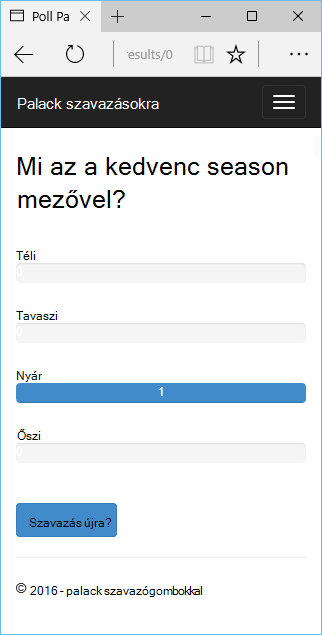 Poll Pa
results/0
Palack szavazásokra
Mi az a kedvenc season
mezővel?
Téli
0
Tavaszi
0
Nyár
1
Őszi
0
Szavazás újra?
© 2016 - palack szavazógombokkal